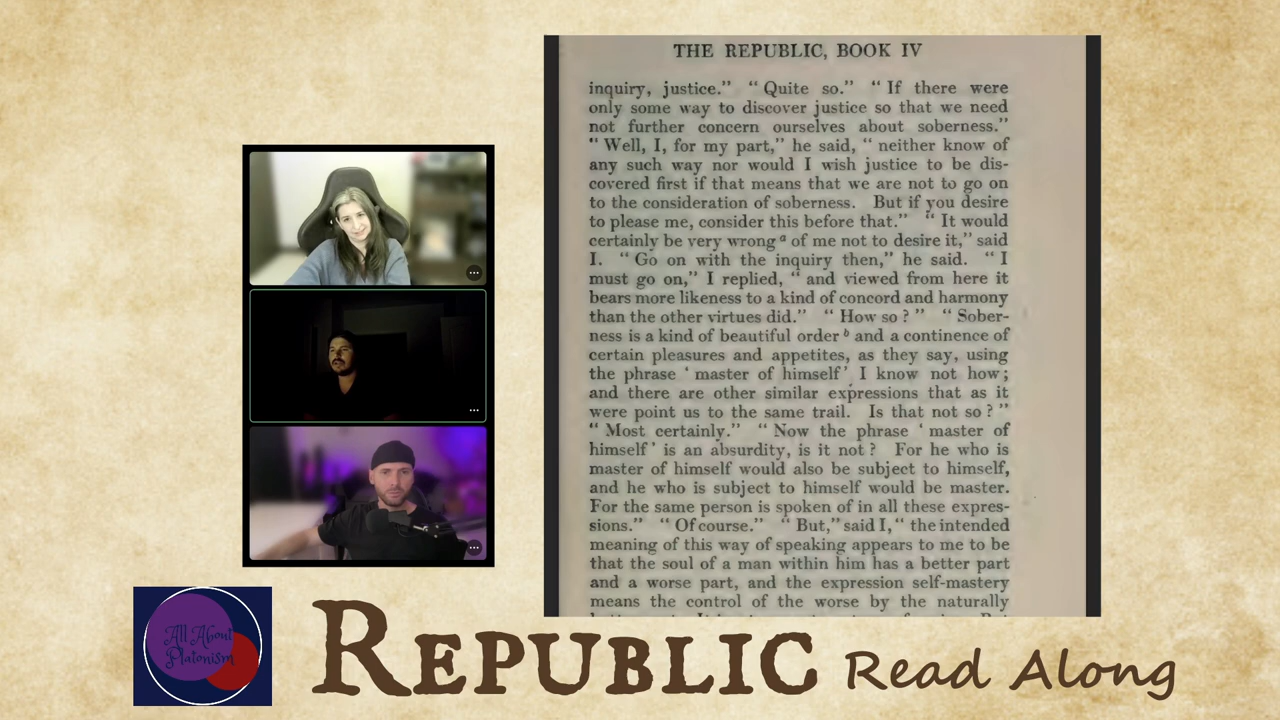 THE REPUBLIC, BOOK IV
inquiry, justice.” “ Quite so.” “ If there were
only some way to discover justice so that we need
not further concern ourselves about soberness.”
“ Well, I, for my part,” he said, “ neither know of
any such way nor would I wish justice to be dis-
covered first if that means that we are not to go on
to the consideration of soberness. But if you desire
to please me, consider this before that.” “ It would
certainly be very wrong a of me not to desire it,” said
I. “ Go on with the inquiry then,” he said. “ I
must go on,” I replied, “ and viewed from here it
bears more likeness to a kind of concord and harmony
than the other virtues did.” “ How so ? ” “ Sober-
ness is a kind of beautiful order b and a continence of
certain pleasures and appetites, as they say, using
the phrase ‘ master of himself ’ I know not how ;
and there are other similar expressions that as it
were point us to the same trail. Is that not so ? ”
“ Most certainly.” “ Now the phrase ‘ master of
himself ’ is an absurdity, is it not ? For he who is
master of himself would also be subject to himself,
and he who is subject to himself would be master.
For the same person is spoken of in all these expres-
sions.” “ Of course.” “ But,” said I, “ the intended
meaning of this way of speaking appears to me to be
that the soul of a man within him has a better part
and a worse part, and the expression self-mastery
means the control of the worse by the naturally
All About
Platonism
REPUBLIC Read Along